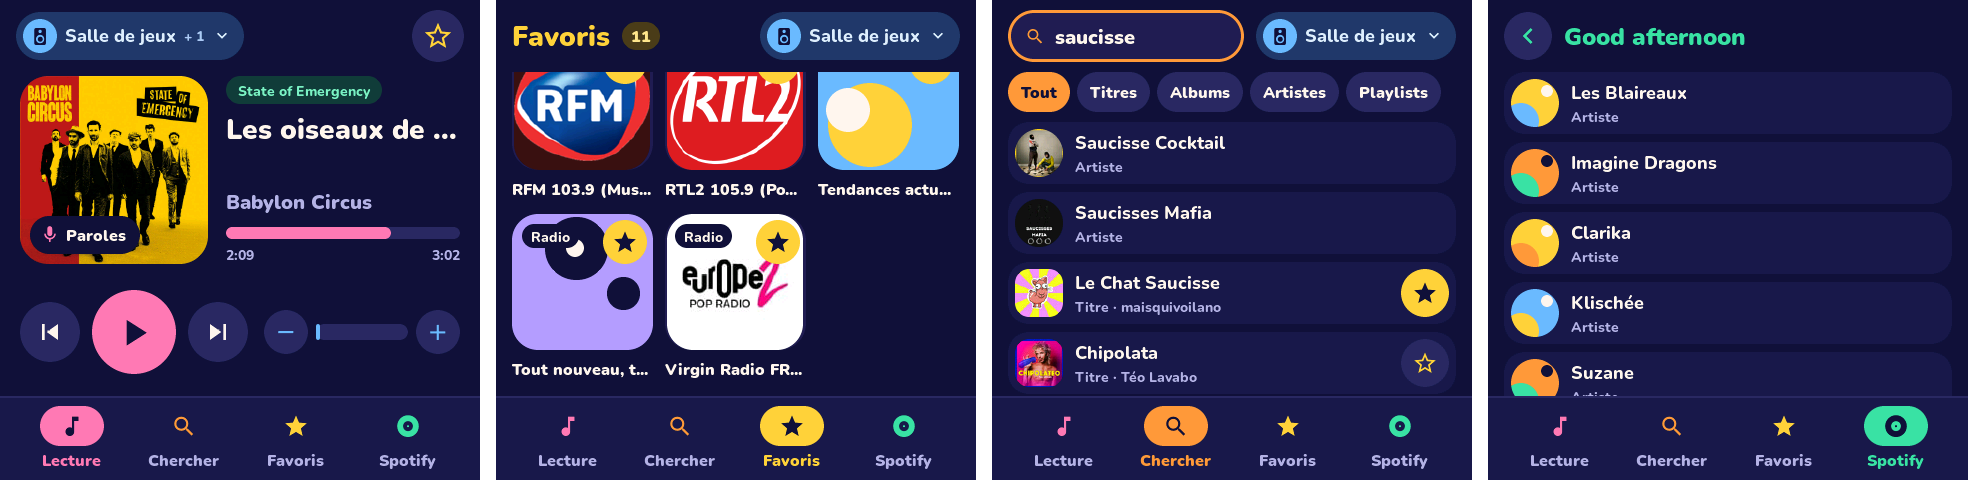 Salle de jeux + 1
BABYLON
CIRCUS
STATE OF
EMERGENCY
Paroles
State of Emergency
Les oiseaux de ...
Babylon Circus
2:09
3:02
Lecture
Chercher
Favoris
Spotify
Favoris
11
Salle de jeux
RFM
RTL2
RFM 103.9 (Mus...
RTL2 105.9 (Po...
Tendances actu...
Radio
Radio
euROPe 2
POP RADIO
Tout nouveau, t...
Virgin Radio FR...
Lecture
Chercher
Favoris
Spotify
saucisse
Salle de jeux
Tout
Titres
Albums
Artistes
Playlists
Saucisse Cocktail
Artiste
SAUCISSES
MAFIA
Saucisses Mafia
Artiste
Le Chat Saucisse
Titre · maisquivoilano
CHIPOLATEO
Chipolata
Titre · Téo Lavabo
Lecture
Chercher
Favoris
Spotify
Good afternoon
Les Blaireaux
Artiste
Imagine Dragons
Artiste
Clarika
Artiste
Klischée
Artiste
Suzane
Artiste
Lecture
Chercher
Favoris
Spotify